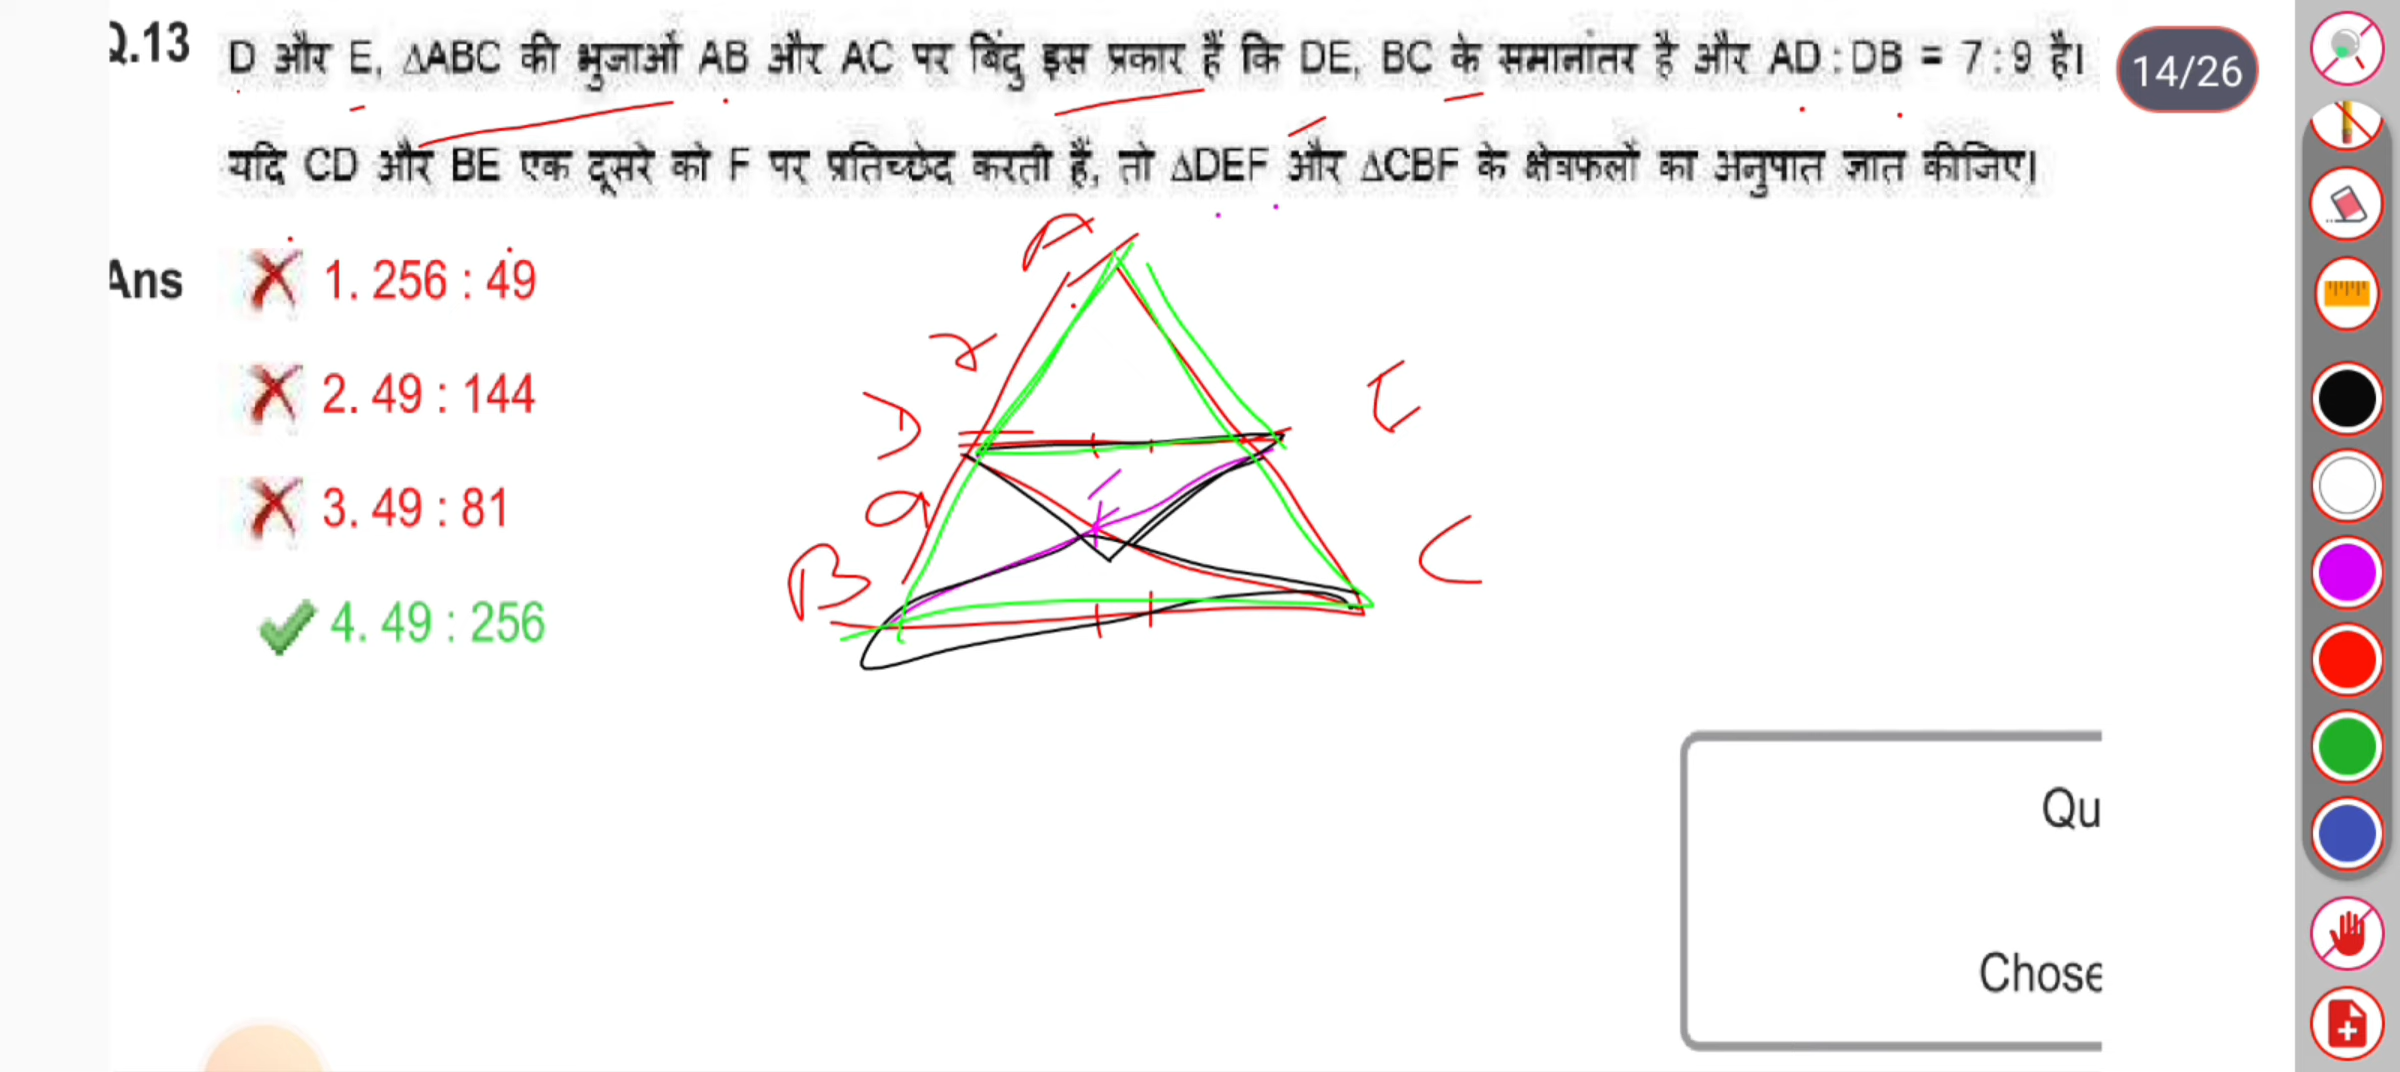 Q.13 D और E, ΔABC की भुजाओं AB और AC पर बिंदु इस प्रकार हैं कि DE, BC के समानांतर है और AD : DB = 7 : 9 है।
14/26
यदि CD और BE एक दूसरे को F पर प्रतिच्छेद करती हैं, तो ΔDEF और ΔCBF के क्षेत्रफलों का अनुपात ज्ञात कीजिए।
Ans 1. 256 : 49
2. 49 : 144
3. 49 : 81
4. 49 : 256
A
7
D
E
9
F
B
C
Qu
Chose